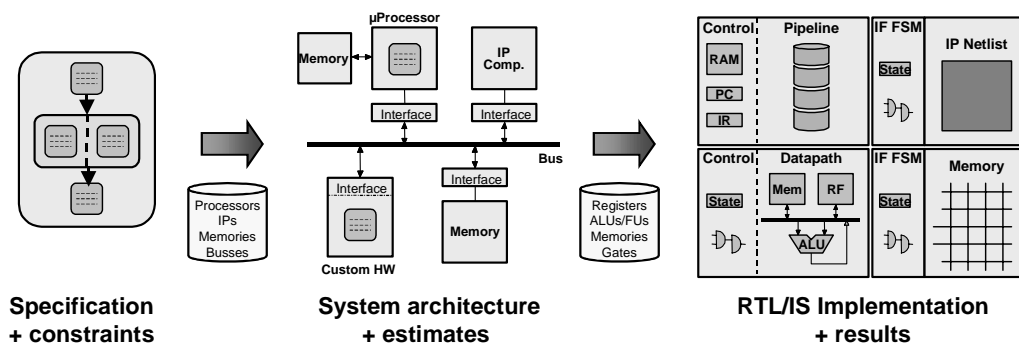 Processors
IPs
Memories
Busses
Specification
+ constraints
µProcessor
Memory
IP
Comp.
Interface
Interface
Bus
Interface
Interface
Memory
Custom HW
System architecture
+ estimates
Registers
ALUs/FUs
Memories
Gates
Control
Pipeline
IF FSM
IP Netlist
RAM
State
PC
IR
Control
Datapath
IF FSM
Memory
Mem
RF
State
State
ALU
RTL/IS Implementation
+ results